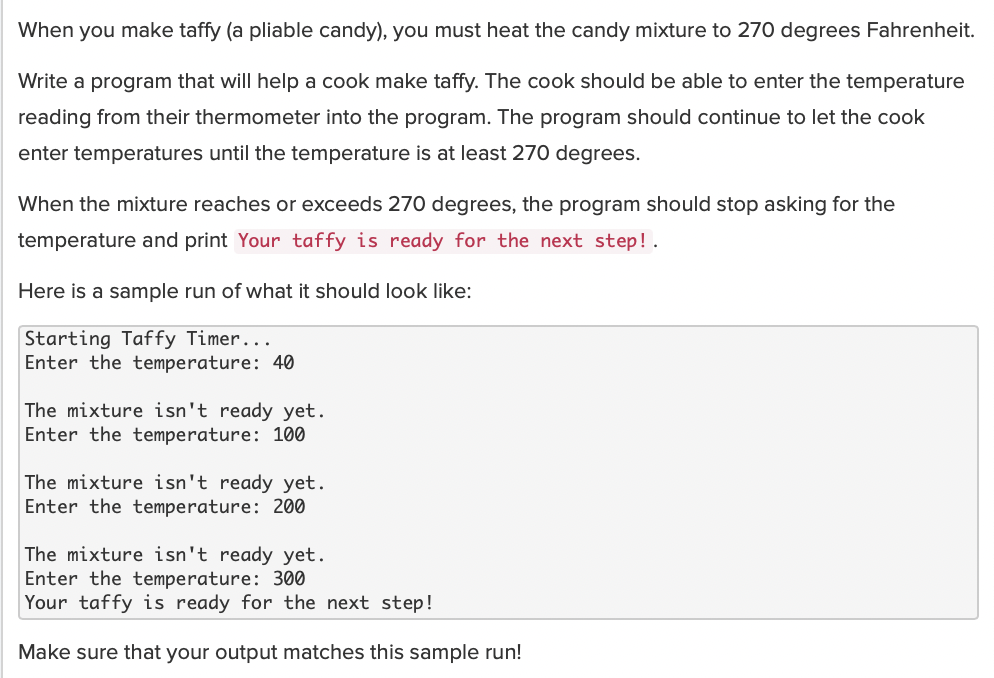 When you make taffy (a pliable candy), you must heat the candy mixture to 270 degrees Fahrenheit.
Write a program that will help a cook make taffy. The cook should be able to enter the temperature
reading from their thermometer into the program. The program should continue to let the cook
enter temperatures until the temperature is at least 270 degrees.
When the mixture reaches or exceeds 270 degrees, the program should stop asking for the
temperature and print Your taffy is ready for the next step! .
Here is a sample run of what it should look like:
Starting Taffy Timer...
Enter the temperature: 40
The mixture isn't ready yet.
Enter the temperature: 100
The mixture isn't ready yet.
Enter the temperature: 200
The mixture isn't ready yet.
Enter the temperature: 300
Your taffy is ready for the next step!
Make sure that your output matches this sample run!